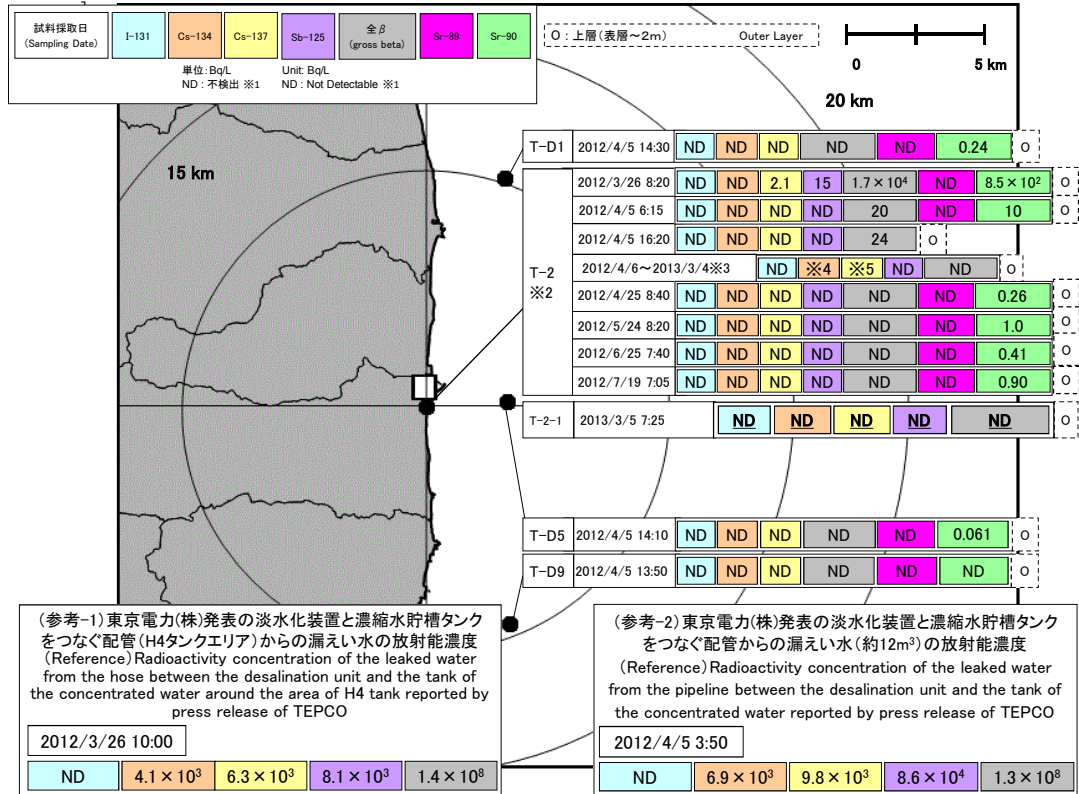 試料採取日
(Sampling Date)
I-131
Cs-134
Cs-137
Sb-125
全β
(gross beta)
Sr-89
Sr-90
単位:Bq/L
Unit: Bq/L
ND : 不検出 ※1
ND : Not Detectable ※1
O : 上層(表層~2m)
Outer Layer
0
5 km
20 km
15 km
T-D1 2012/4/5 14:30 ND ND ND ND ND 0.24 O
T-2
※2
2012/3/26 8:20 ND ND 2.1 15 1.7×10⁴ ND 8.5×10² O
2012/4/5 6:15 ND ND ND ND 20 ND 10 O
2012/4/5 16:20 ND ND ND ND 24 O
2012/4/6~2013/3/4※3 ND ※4 ※5 ND ND O
2012/4/25 8:40 ND ND ND ND ND ND 0.26 O
2012/5/24 8:20 ND ND ND ND ND ND 1.0 O
2012/6/25 7:40 ND ND ND ND ND ND 0.41 O
2012/7/19 7:05 ND ND ND ND ND ND 0.90 O
T-2-1 2013/3/5 7:25 ND ND ND ND ND O
T-D5 2012/4/5 14:10 ND ND ND ND ND 0.061 O
T-D9 2012/4/5 13:50 ND ND ND ND ND ND O
(参考-1)東京電力(株)発表の淡水化装置と濃縮水貯槽タンク
をつなぐ配管(H4タンクエリア)からの漏えい水の放射能濃度
(Reference)Radioactivity concentration of the leaked water
from the hose between the desalination unit and the tank of
the concentrated water around the area of H4 tank reported by
press release of TEPCO
2012/3/26 10:00
ND 4.1×10³ 6.3×10³ 8.1×10³ 1.4×10⁸
(参考-2)東京電力(株)発表の淡水化装置と濃縮水貯槽タンク
をつなぐ配管からの漏えい水(約12m³)の放射能濃度
(Reference)Radioactivity concentration of the leaked water
from the pipeline between the desalination unit and the tank of
the concentrated water reported by press release of TEPCO
2012/4/5 3:50
ND 6.9×10³ 9.8×10³ 8.6×10⁴ 1.3×10⁸